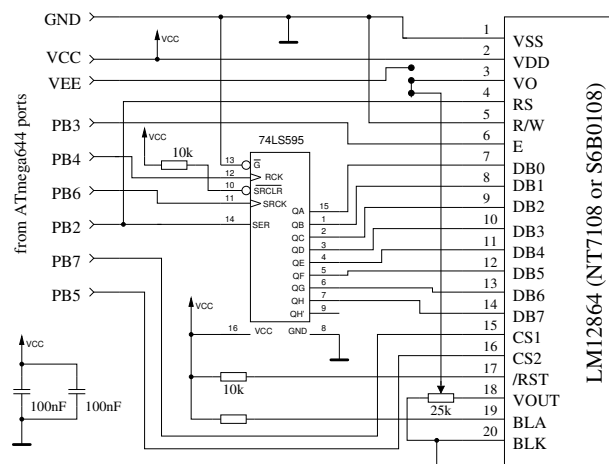 GND
VCC
VCC
VEE
PB3
PB4
PB6
PB2
PB7
PB5
from ATmega644 ports
VCC
10k
74LS595
13
G
12
RCK
10
SRCLR
11
SRCK
14
SER
QA
15
QB
1
QC
2
QD
3
QE
4
QF
5
QG
6
QH
7
QH'
9
16
VCC
GND
8
VCC
10k
25k
VCC
100nF
100nF
1
VSS
2
VDD
3
VO
4
RS
5
R/W
6
E
7
DB0
8
DB1
9
DB2
10
DB3
11
DB4
12
DB5
13
DB6
14
DB7
15
CS1
16
CS2
17
/RST
18
VOUT
19
BLA
20
BLK
LM12864 (NT7108 or S6B0108)